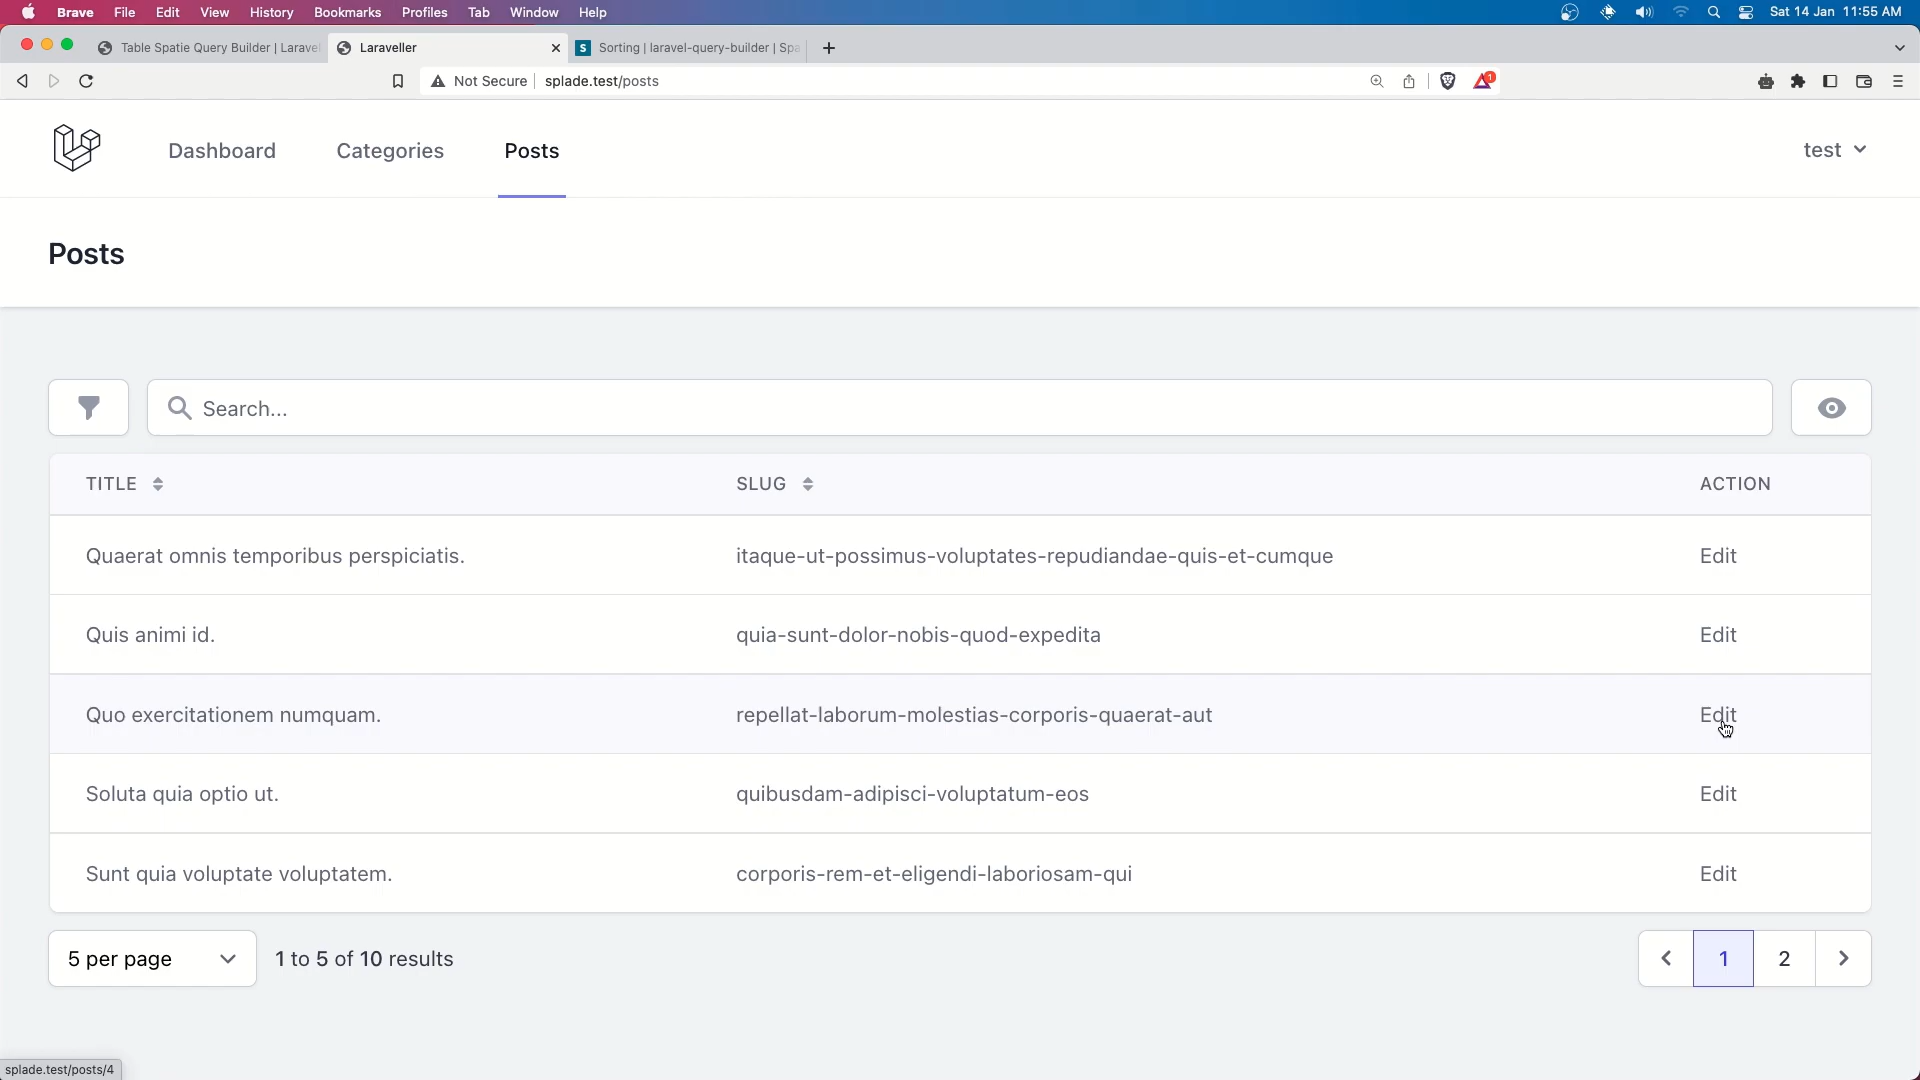 Brave File Edit View History Bookmarks Profiles Tab Window Help Sat 14 Jan 11:55 AM
Table Spatie Query Builder | Laravel Laraveller S Sorting | laravel-query-builder | Spa
Not Secure splade.test/posts 1
Dashboard Categories Posts test
Posts
Search...
TITLE SLUG ACTION
Quaerat omnis temporibus perspiciatis. itaque-ut-possimus-voluptates-repudiandae-quis-et-cumque Edit
Quis animi id. quia-sunt-dolor-nobis-quod-expedita Edit
Quo exercitationem numquam. repellat-laborum-molestias-corporis-quaerat-aut Edit
Soluta quia optio ut. quibusdam-adipisci-voluptatum-eos Edit
Sunt quia voluptate voluptatem. corporis-rem-et-eligendi-laboriosam-qui Edit
5 per page 1 to 5 of 10 results 1 2
splade.test/posts/4